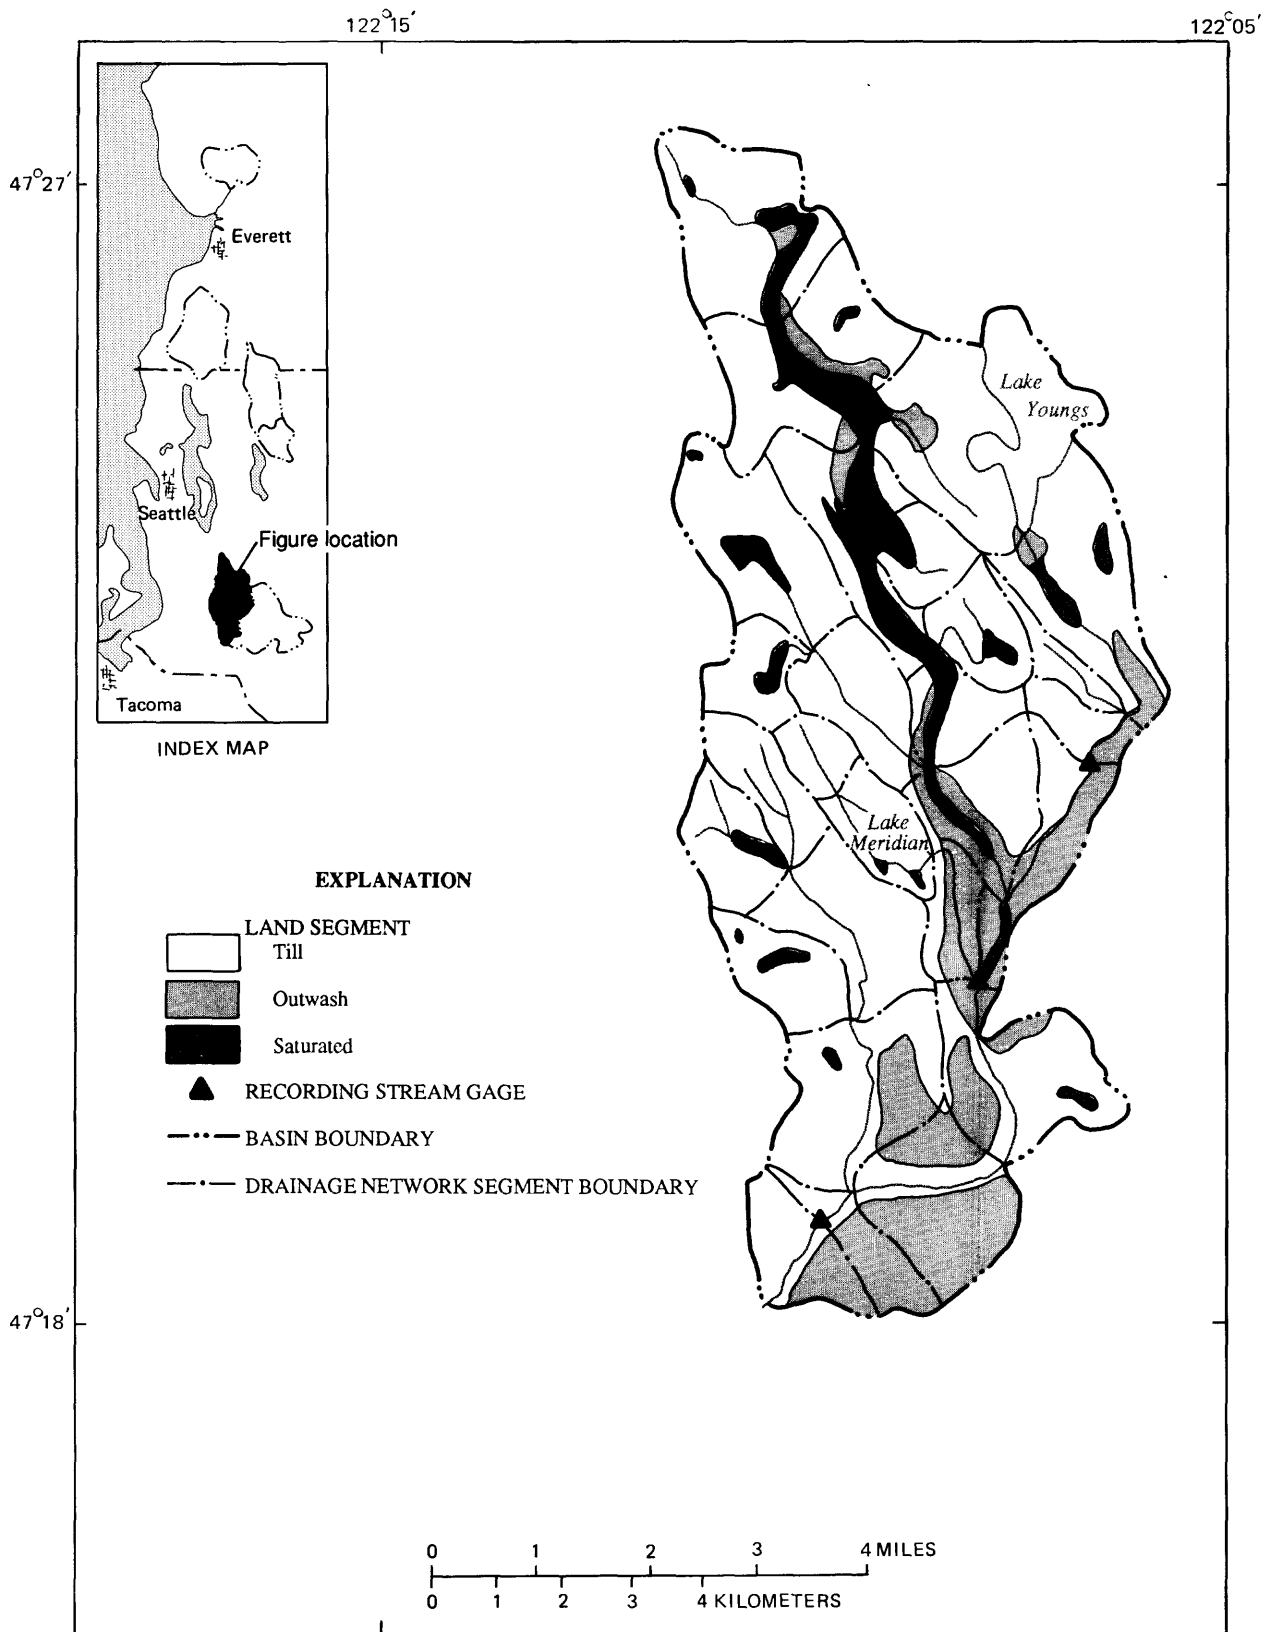 122°15′
122°05′
47°27′
Everett
Seattle
Figure location
Tacoma
INDEX MAP
Lake
Youngs
Lake
Meridian
EXPLANATION
LAND SEGMENT
Till
Outwash
Saturated
RECORDING STREAM GAGE
BASIN BOUNDARY
DRAINAGE NETWORK SEGMENT BOUNDARY
47°18′
0 1 2 3 4 MILES
0 1 2 3 4 KILOMETERS